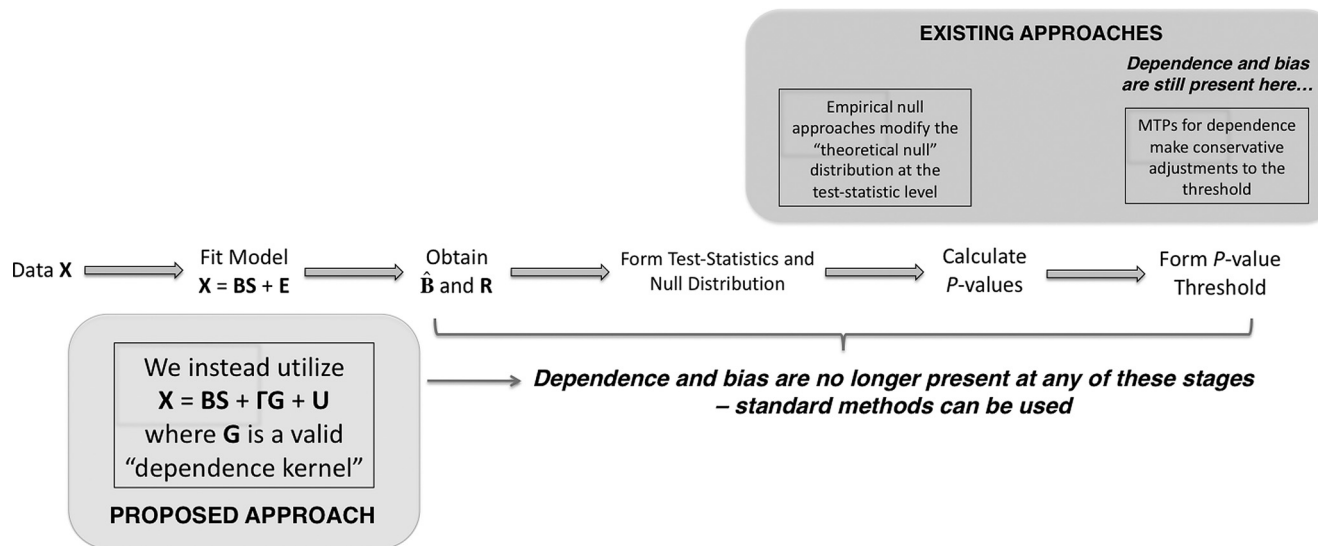 EXISTING APPROACHES
Dependence and bias
are still present here…
Empirical null
approaches modify the
“theoretical null”
distribution at the
test-statistic level
MTPs for dependence
make conservative
adjustments to the
threshold
Data X
Fit Model
X = BS + E
Obtain
B̂ and R
Form Test-Statistics and
Null Distribution
Calculate
P-values
Form P-value
Threshold
We instead utilize
X = BS + ΓG + U
where G is a valid
“dependence kernel”
PROPOSED APPROACH
Dependence and bias are no longer present at any of these stages
– standard methods can be used